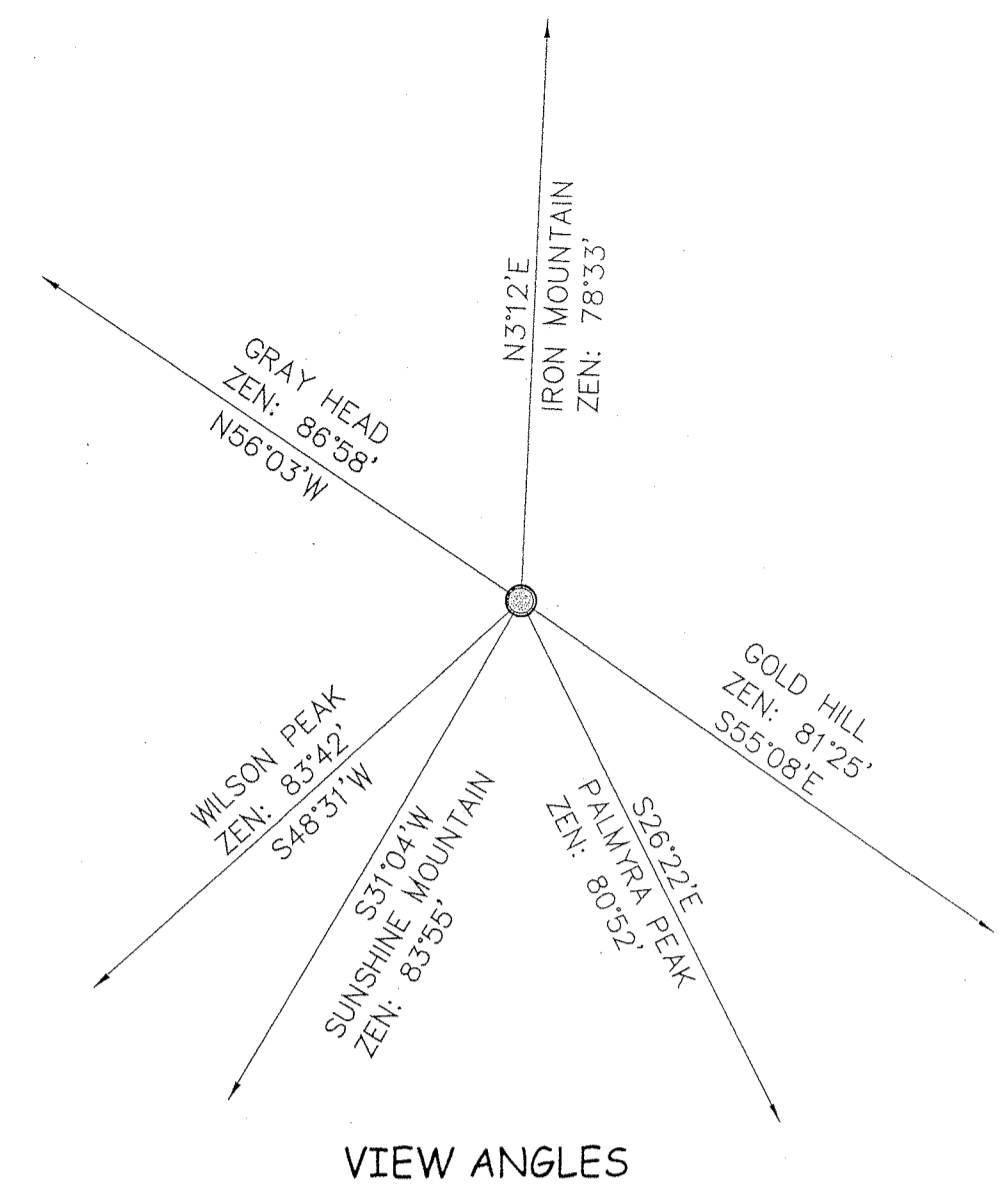 N3°12'E
IRON MOUNTAIN
ZEN: 78°33'
GRAY HEAD
ZEN: 86°58'
N56°03'W
GOLD HILL
ZEN: 81°25'
S55°08'E
WILSON PEAK
ZEN: 83°42'
S48°31'W
S31°04'W
SUNSHINE MOUNTAIN
ZEN: 83°55'
S26°22'E
PALMYRA PEAK
ZEN: 80°52'
VIEW ANGLES